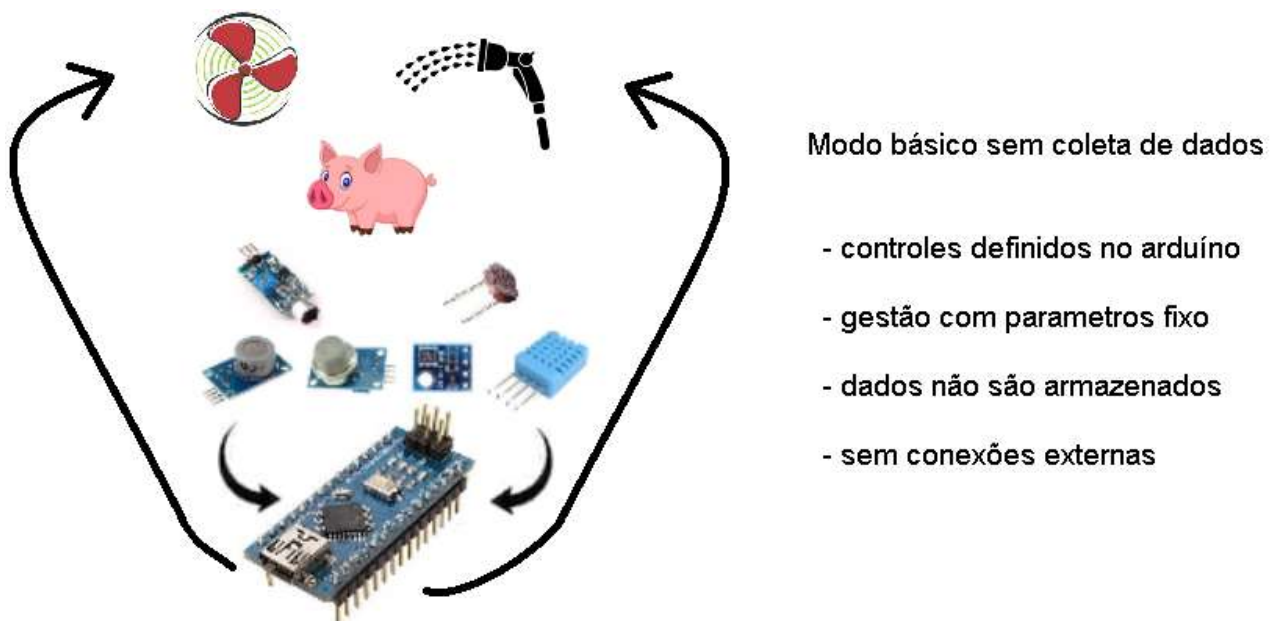 Modo básico sem coleta de dados
- controles definidos no arduíno
- gestão com parametros fixo
- dados não são armazenados
- sem conexões externas